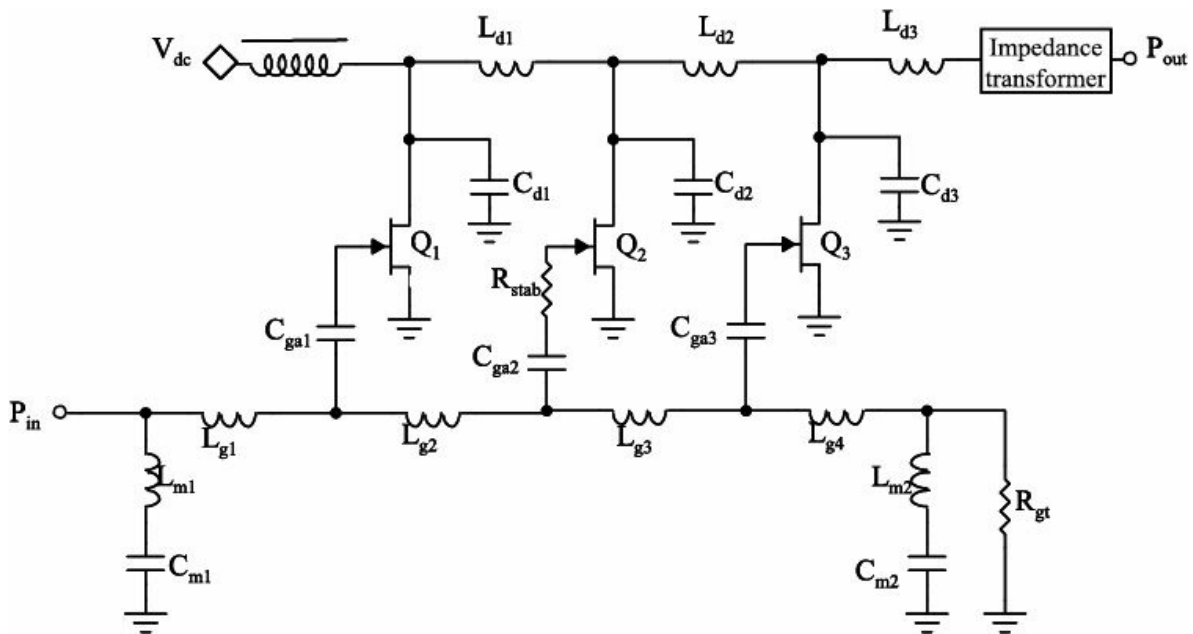 L_d1
L_d2
L_d3
V_dc
Impedance
transformer
P_out
C_d1
C_d2
C_d3
Q_1
Q_2
Q_3
R_stab
C_ga1
C_ga2
C_ga3
P_in
L_g1
L_g2
L_g3
L_g4
L_m1
L_m2
R_gt
C_m1
C_m2